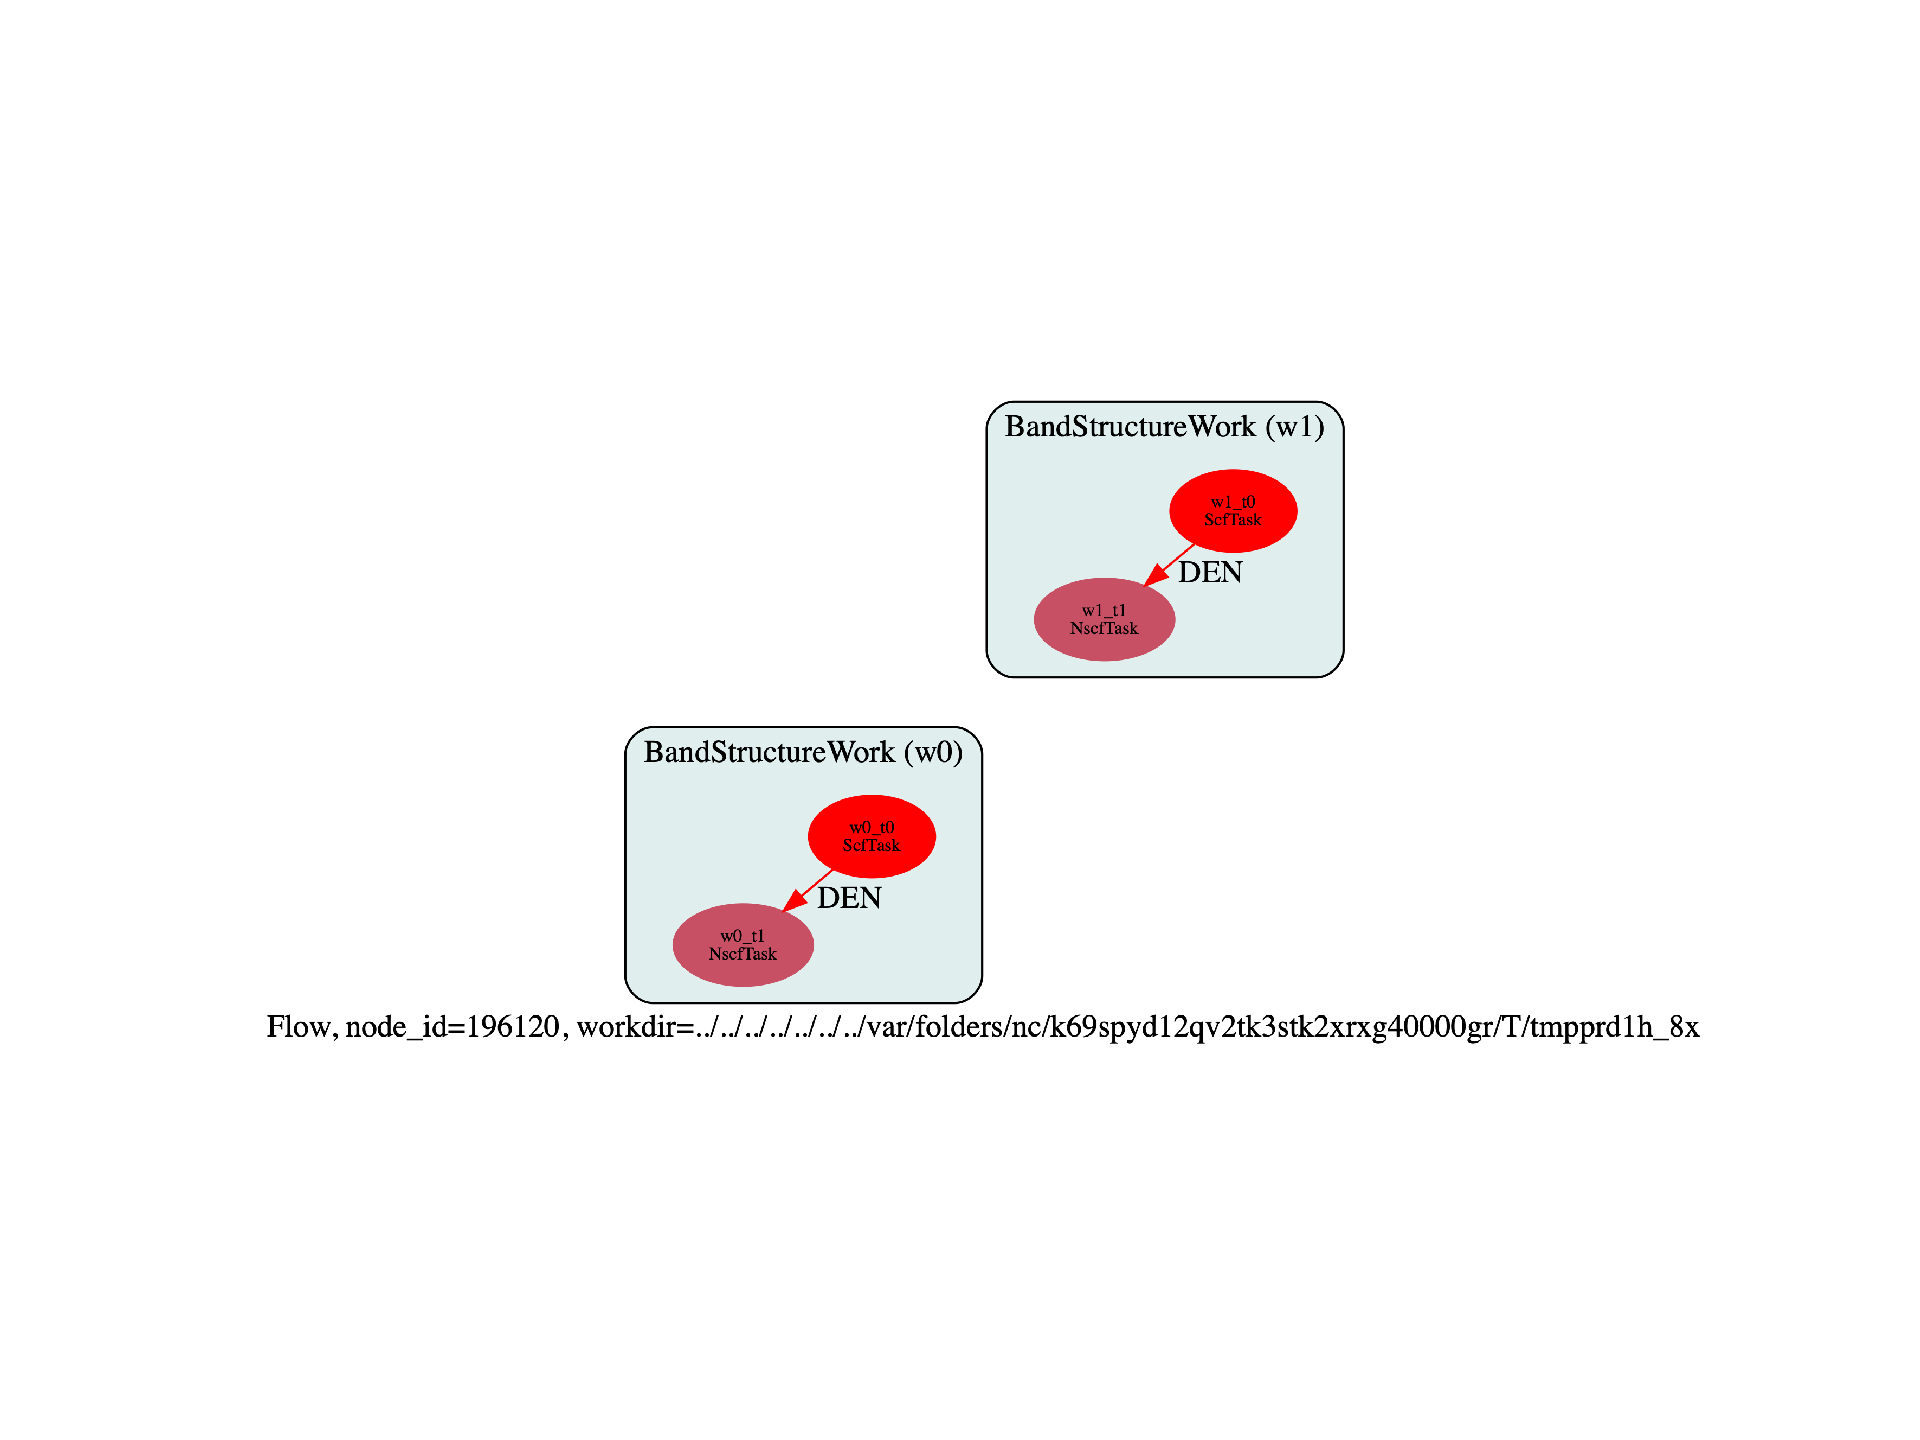 BandStructureWork (w1)
w1_t0
ScfTask
DEN
w1_t1
NscfTask
BandStructureWork (w0)
w0_t0
ScfTask
DEN
w0_t1
NscfTask
Flow, node_id=196120, workdir=../../../../../../../var/folders/nc/k69spyd12qv2tk3stk2xrxg40000gr/T/tmpprd1h_8x